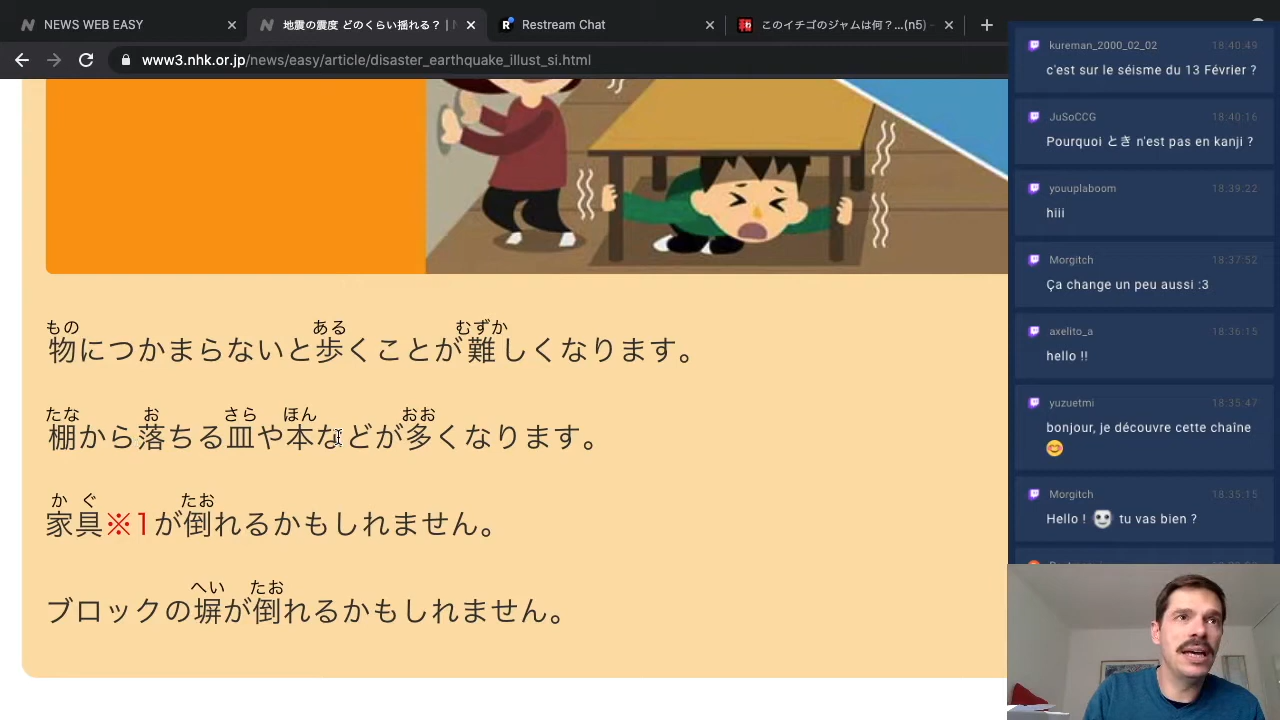 NEWS WEB EASY
地震の震度 どのくらい揺れる？ | N
Restream Chat
このイチゴのジャムは何？...(n5) -
www3.nhk.or.jp/news/easy/article/disaster_earthquake_illust_si.html
もの ある むずか
物につかまらないと歩くことが難しくなります。
たな お さら ほん おお
棚から落ちる皿や本などが多くなります。
か ぐ たお
家具※1が倒れるかもしれません。
へい たお
ブロックの塀が倒れるかもしれません。
kureman_2000_02_02 18:40:49
c'est sur le séisme du 13 Février ?
JuSoCCG 18:40:16
Pourquoi とき n'est pas en kanji ?
youuplaboom 18:39:22
hiii
Morgitch 18:37:52
Ça change un peu aussi :3
axelito_a 18:36:15
hello !!
yuzuetmi 18:35:47
bonjour, je découvre cette chaîne
😊
Morgitch 18:35:15
Hello ! tu vas bien ?